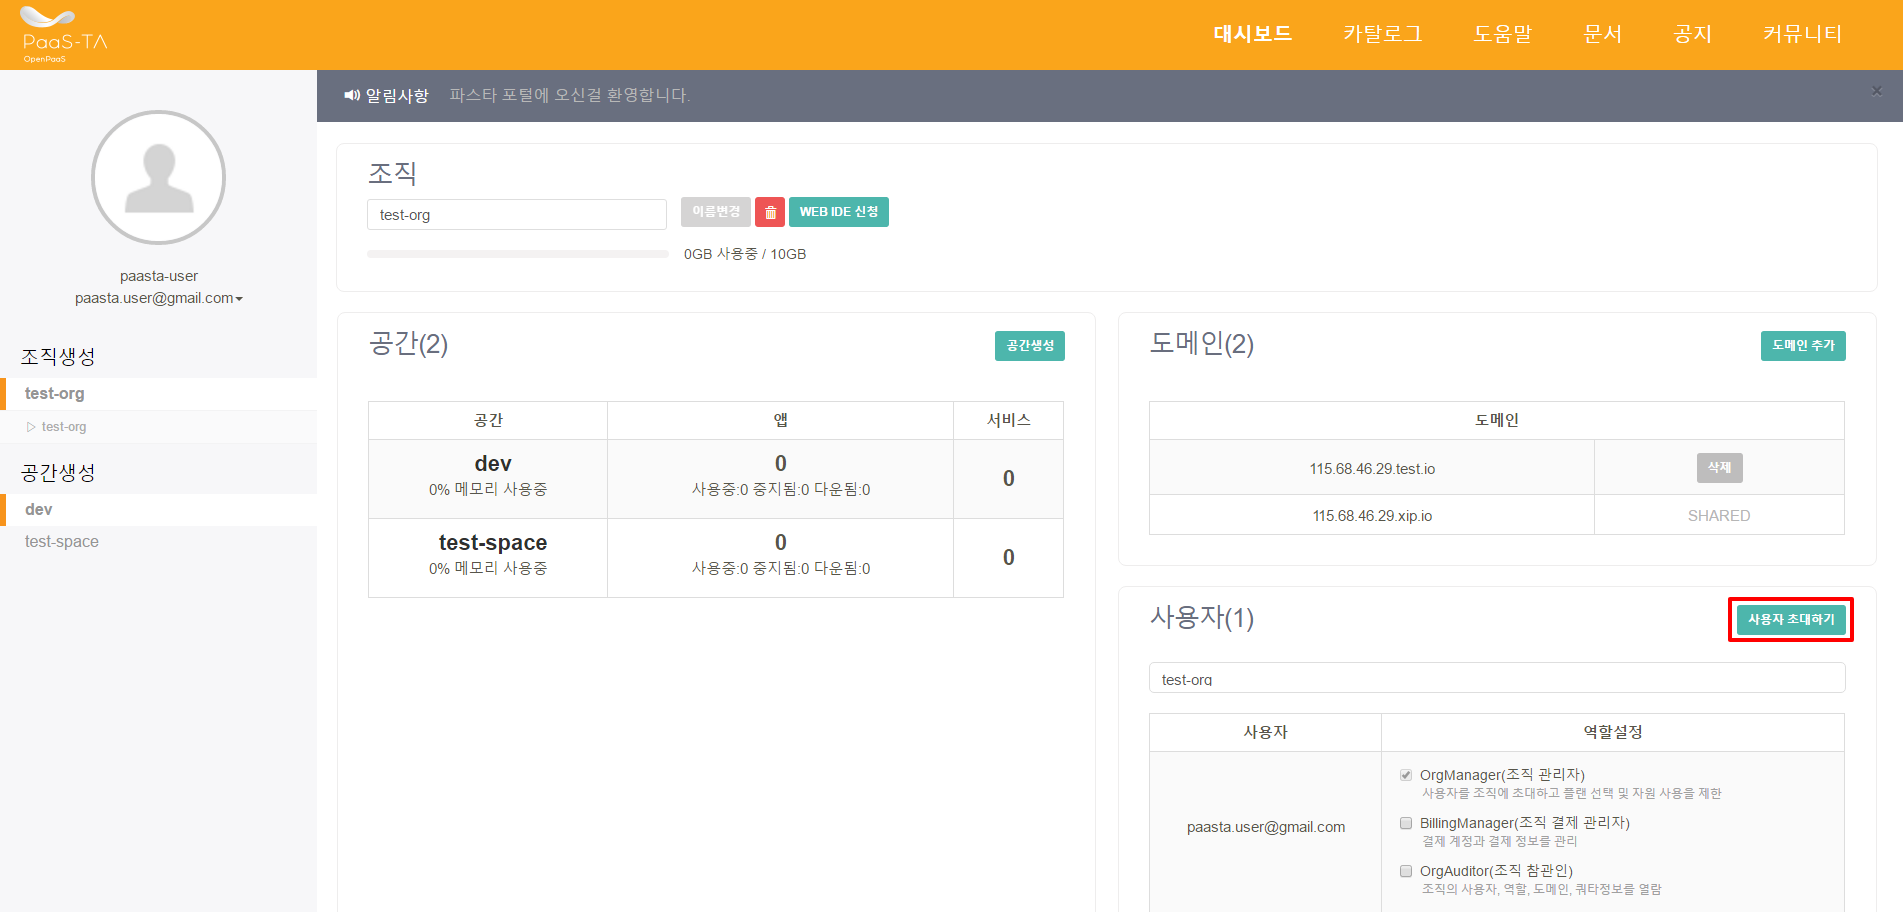 PaaS-TA
OpenPaaS
대시보드 카탈로그 도움말 문서 공지 커뮤니티
알림사항 파스타 포털에 오신걸 환영합니다.
×
paasta-user
paasta.user@gmail.com
조직생성
test-org
test-org
공간생성
dev
test-space
조직
test-org 이름변경 WEB IDE 신청
0GB 사용중 / 10GB
공간(2) 공간생성
공간 앱 서비스
dev 0 0
0% 메모리 사용중 사용중:0 중지됨:0 다운됨:0
test-space 0 0
0% 메모리 사용중 사용중:0 중지됨:0 다운됨:0
도메인(2) 도메인 추가
도메인
115.68.46.29.test.io 삭제
115.68.46.29.xip.io SHARED
사용자(1) 사용자 초대하기
test-org
사용자 역할설정
paasta.user@gmail.com
OrgManager(조직 관리자)
사용자를 조직에 초대하고 플랜 선택 및 자원 사용을 제한
BillingManager(조직 결제 관리자)
결제 계정과 결제 정보를 관리
OrgAuditor(조직 참관인)
조직의 사용자, 역할, 도메인, 쿼타정보를 열람